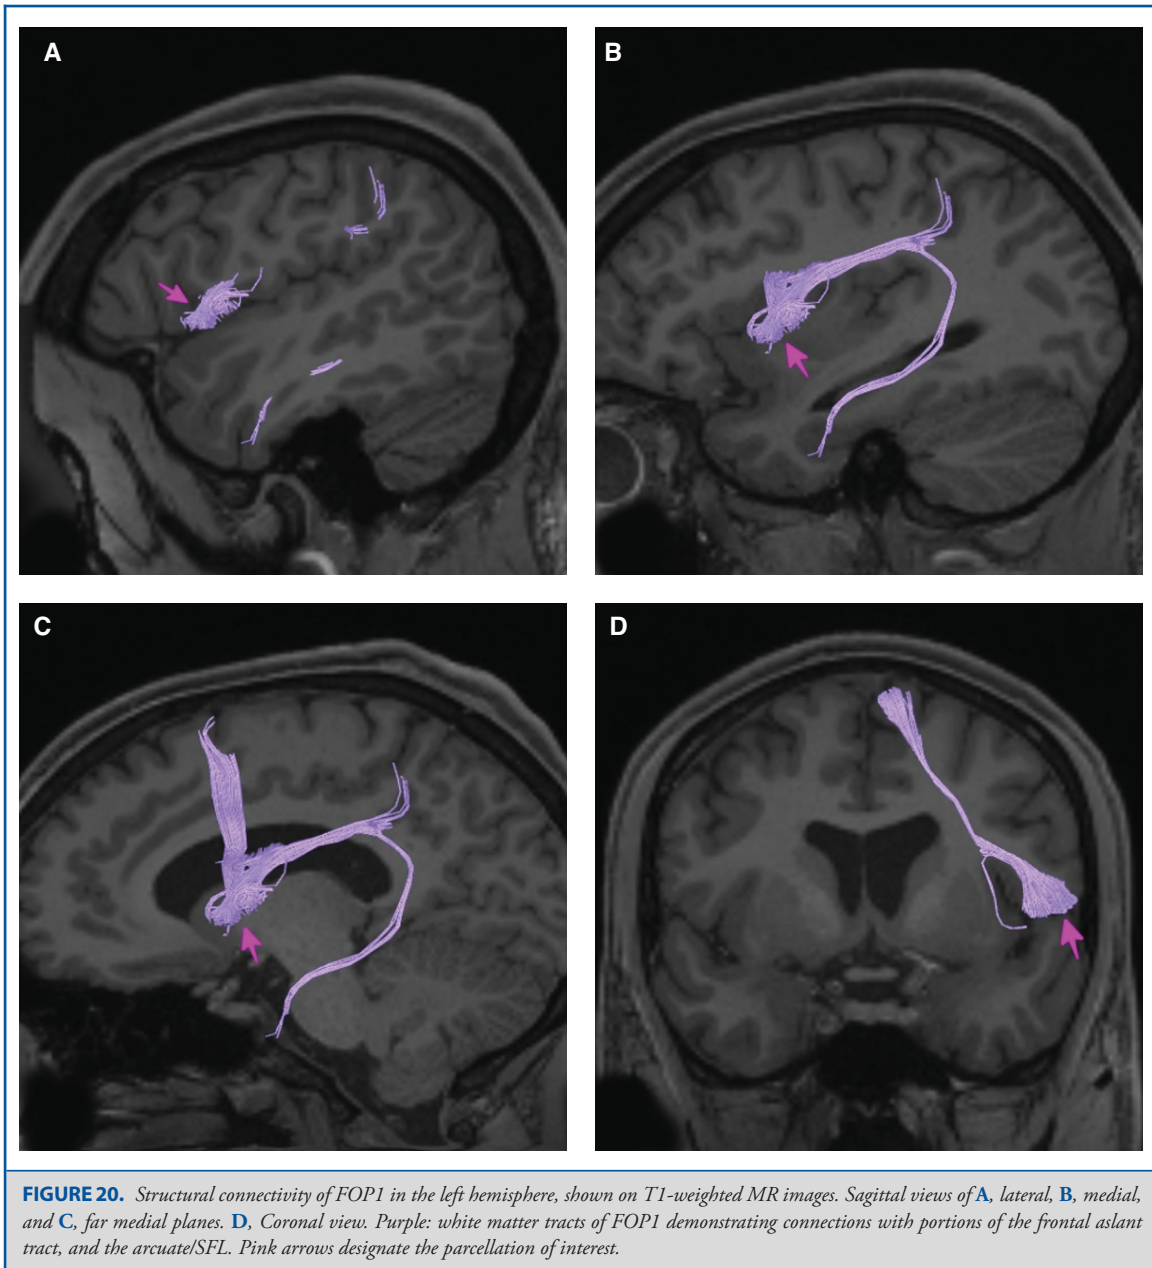 A
B
C
D
FIGURE 20. Structural connectivity of FOP1 in the left hemisphere, shown on T1-weighted MR images. Sagittal views of A, lateral, B, medial,
and C, far medial planes. D, Coronal view. Purple: white matter tracts of FOP1 demonstrating connections with portions of the frontal aslant
tract, and the arcuate/SFL. Pink arrows designate the parcellation of interest.